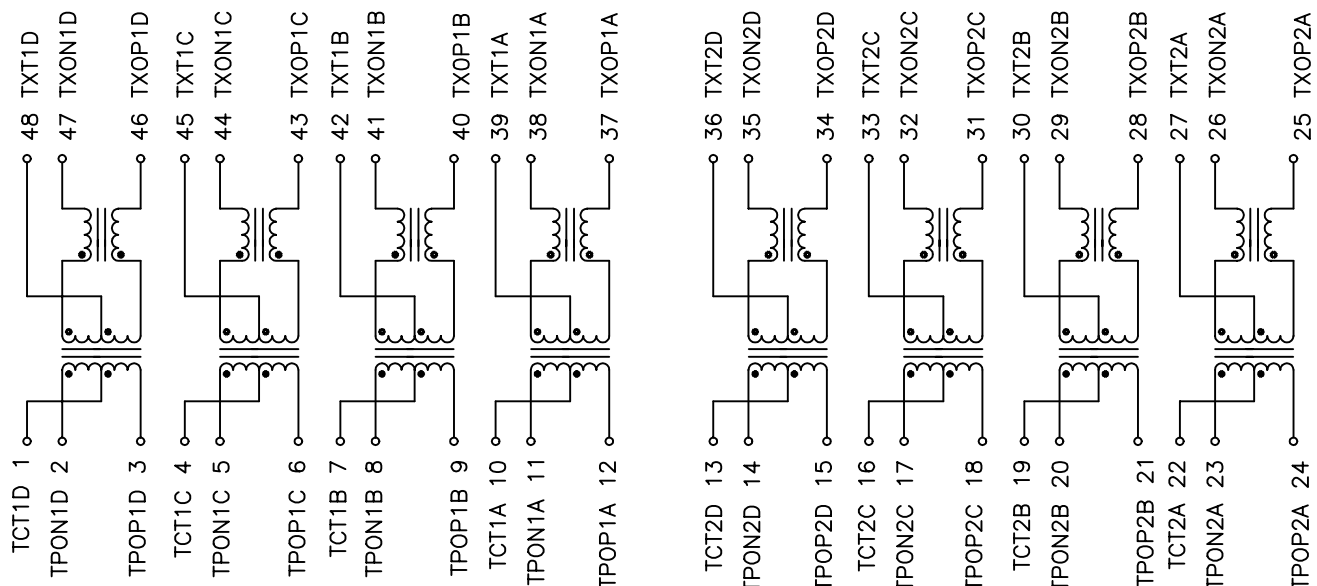 48 TXT1D
47 TXON1D
46 TXOP1D
45 TXT1C
44 TXON1C
43 TXOP1C
42 TXT1B
41 TXON1B
40 TXOP1B
39 TXT1A
38 TXON1A
37 TXOP1A
36 TXT2D
35 TXON2D
34 TXOP2D
33 TXT2C
32 TXON2C
31 TXOP2C
30 TXT2B
29 TXON2B
28 TXOP2B
27 TXT2A
26 TXON2A
25 TXOP2A
TCT1D 1
TPON1D 2
TPOP1D 3
TCT1C 4
TPON1C 5
TPOP1C 6
TCT1B 7
TPON1B 8
TPOP1B 9
TCT1A 10
TPON1A 11
TPOP1A 12
TCT2D 13
TPON2D 14
TPOP2D 15
TCT2C 16
TPON2C 17
TPOP2C 18
TCT2B 19
TPON2B 20
TPOP2B 21
TCT2A 22
TPON2A 23
TPOP2A 24